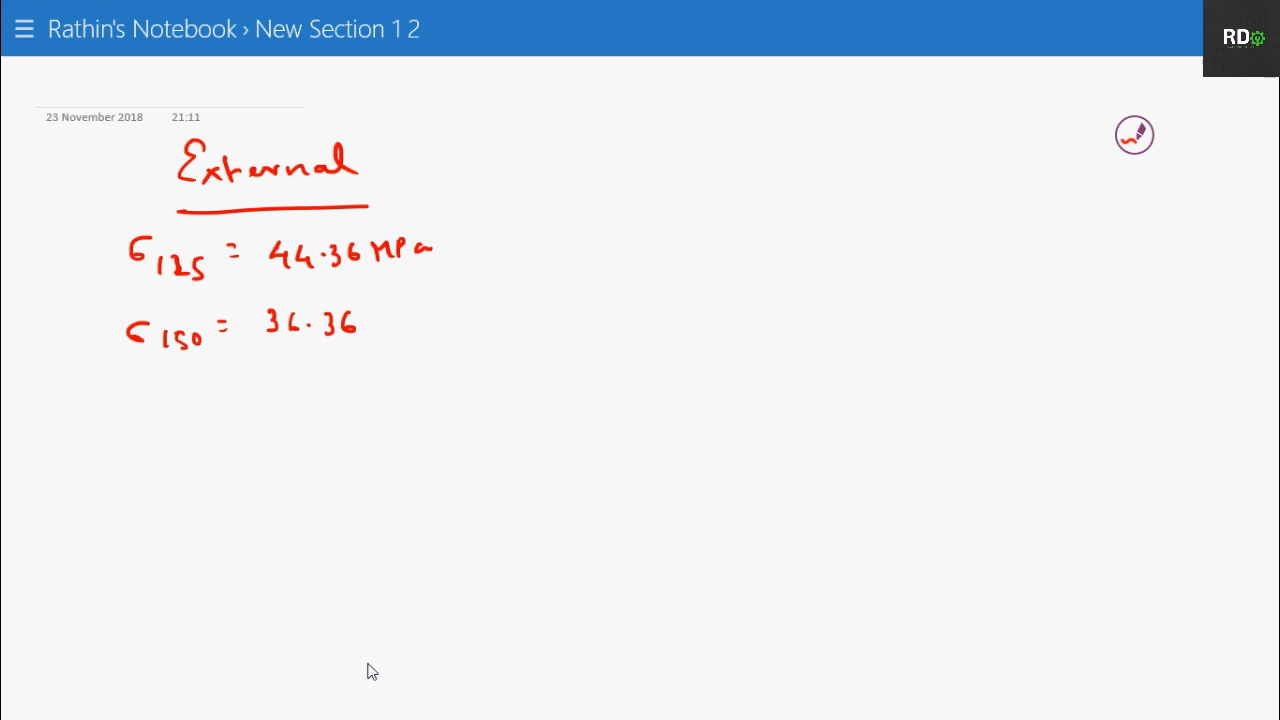 Rathin's Notebook › New Section 1 2
RD
23 November 2018 21:11
External
σ125 = 44.36 MPa
σ150 = 36.36